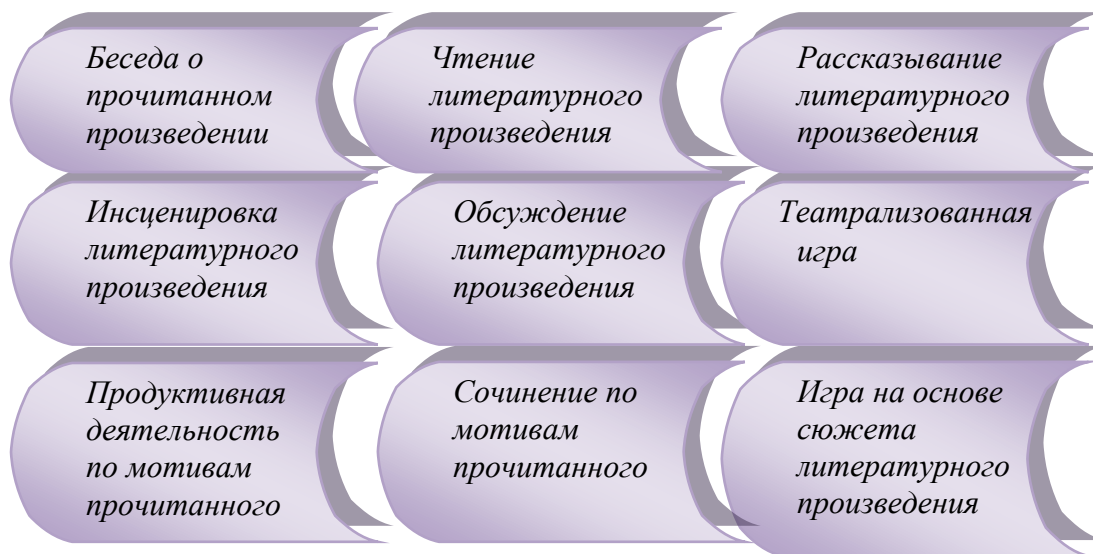 Беседа о
прочитанном
произведении
Чтение
литературного
произведения
Рассказывание
литературного
произведения
Инсценировка
литературного
произведения
Обсуждение
литературного
произведения
Театрализованная
игра
Продуктивная
деятельность
по мотивам
прочитанного
Сочинение по
мотивам
прочитанного
Игра на основе
сюжета
литературного
произведения